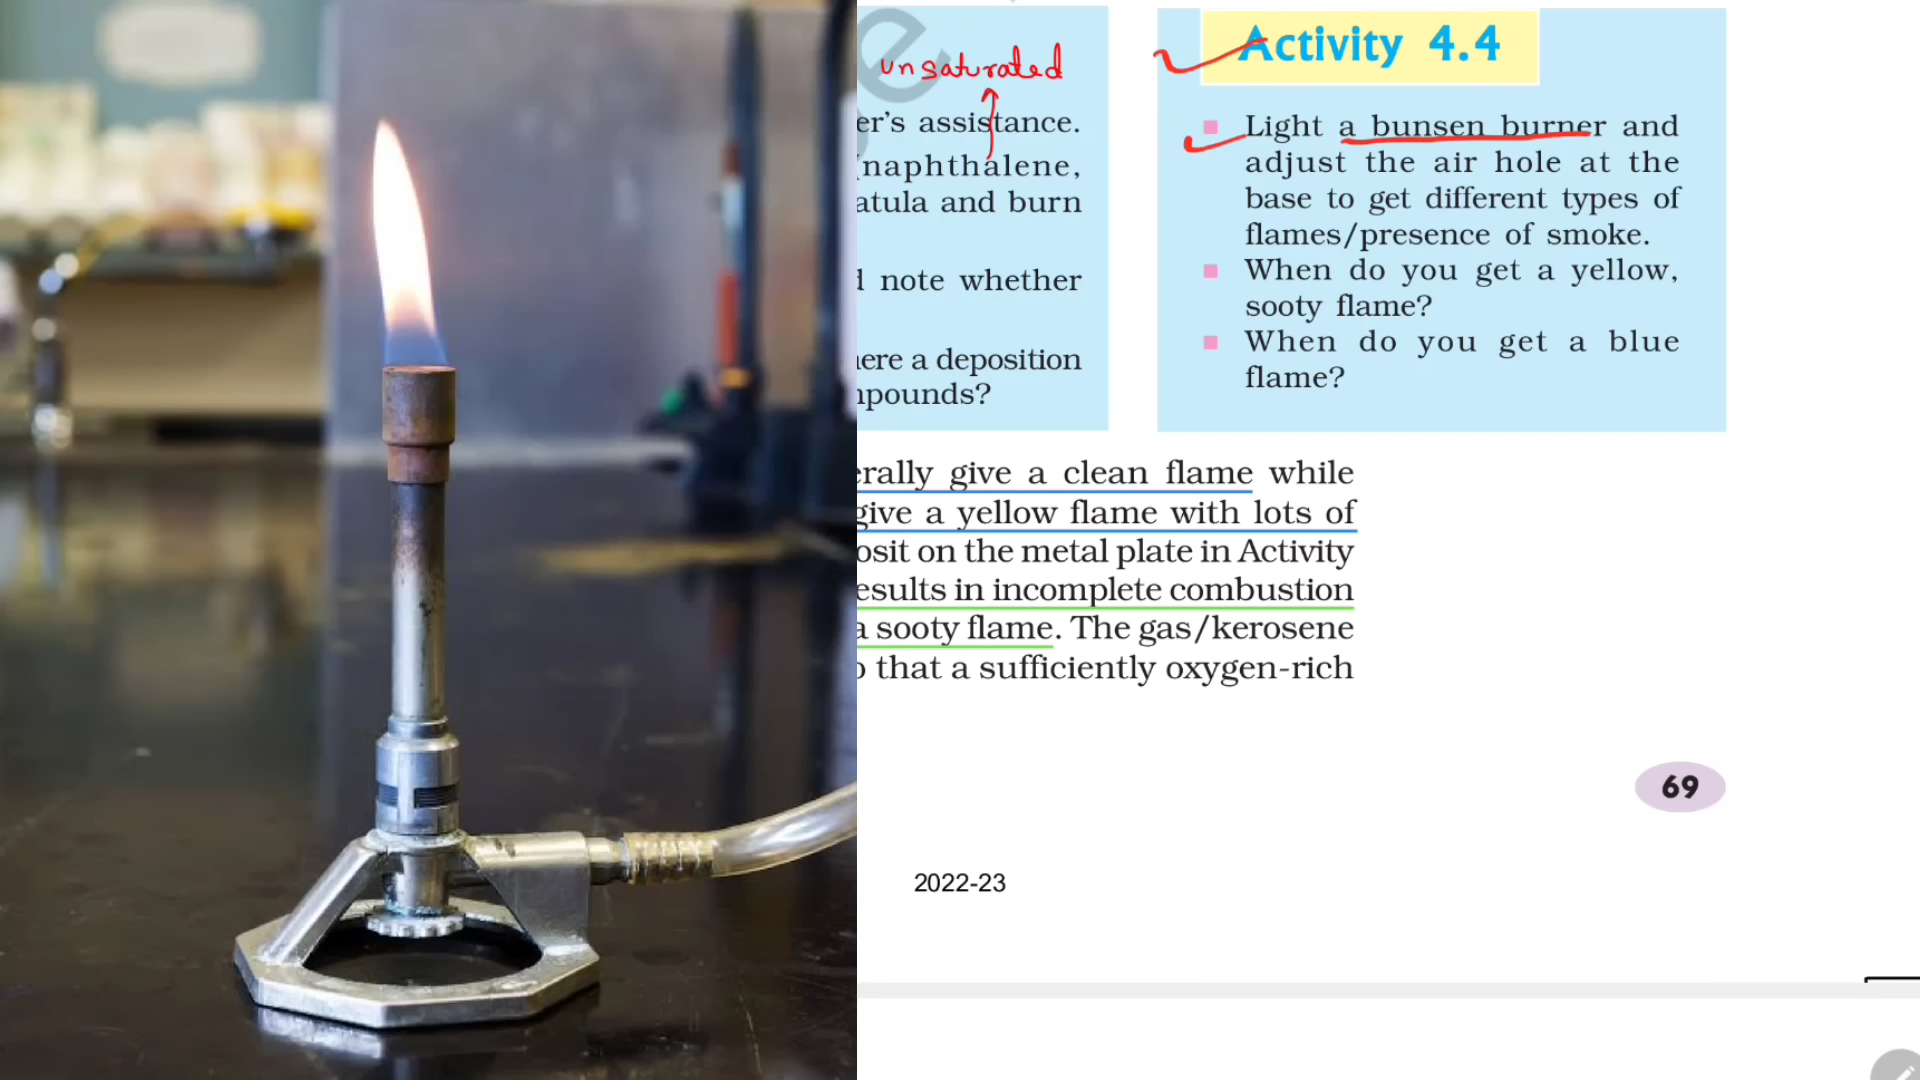 unsaturated
er's assistance.
(naphthalene,
atula and burn
note whether
ere a deposition
pounds?
Activity 4.4
Light a bunsen burner and
adjust the air hole at the
base to get different types of
flames/presence of smoke.
When do you get a yellow,
sooty flame?
When do you get a blue
flame?
erally give a clean flame while
give a yellow flame with lots of
osit on the metal plate in Activity
esults in incomplete combustion
a sooty flame. The gas/kerosene
that a sufficiently oxygen-rich
69
2022-23